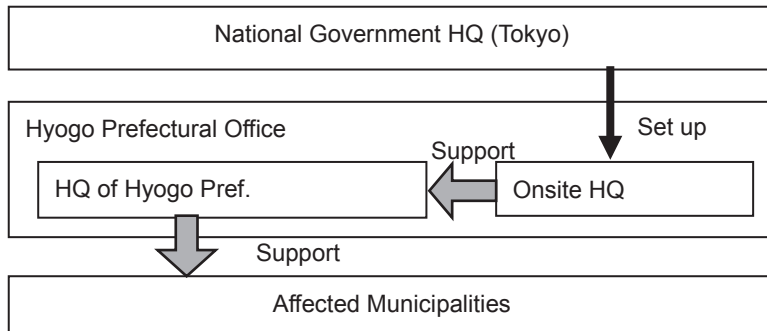 National Government HQ (Tokyo)
Hyogo Prefectural Office
Set up
Support
HQ of Hyogo Pref.
Onsite HQ
Support
Affected Municipalities